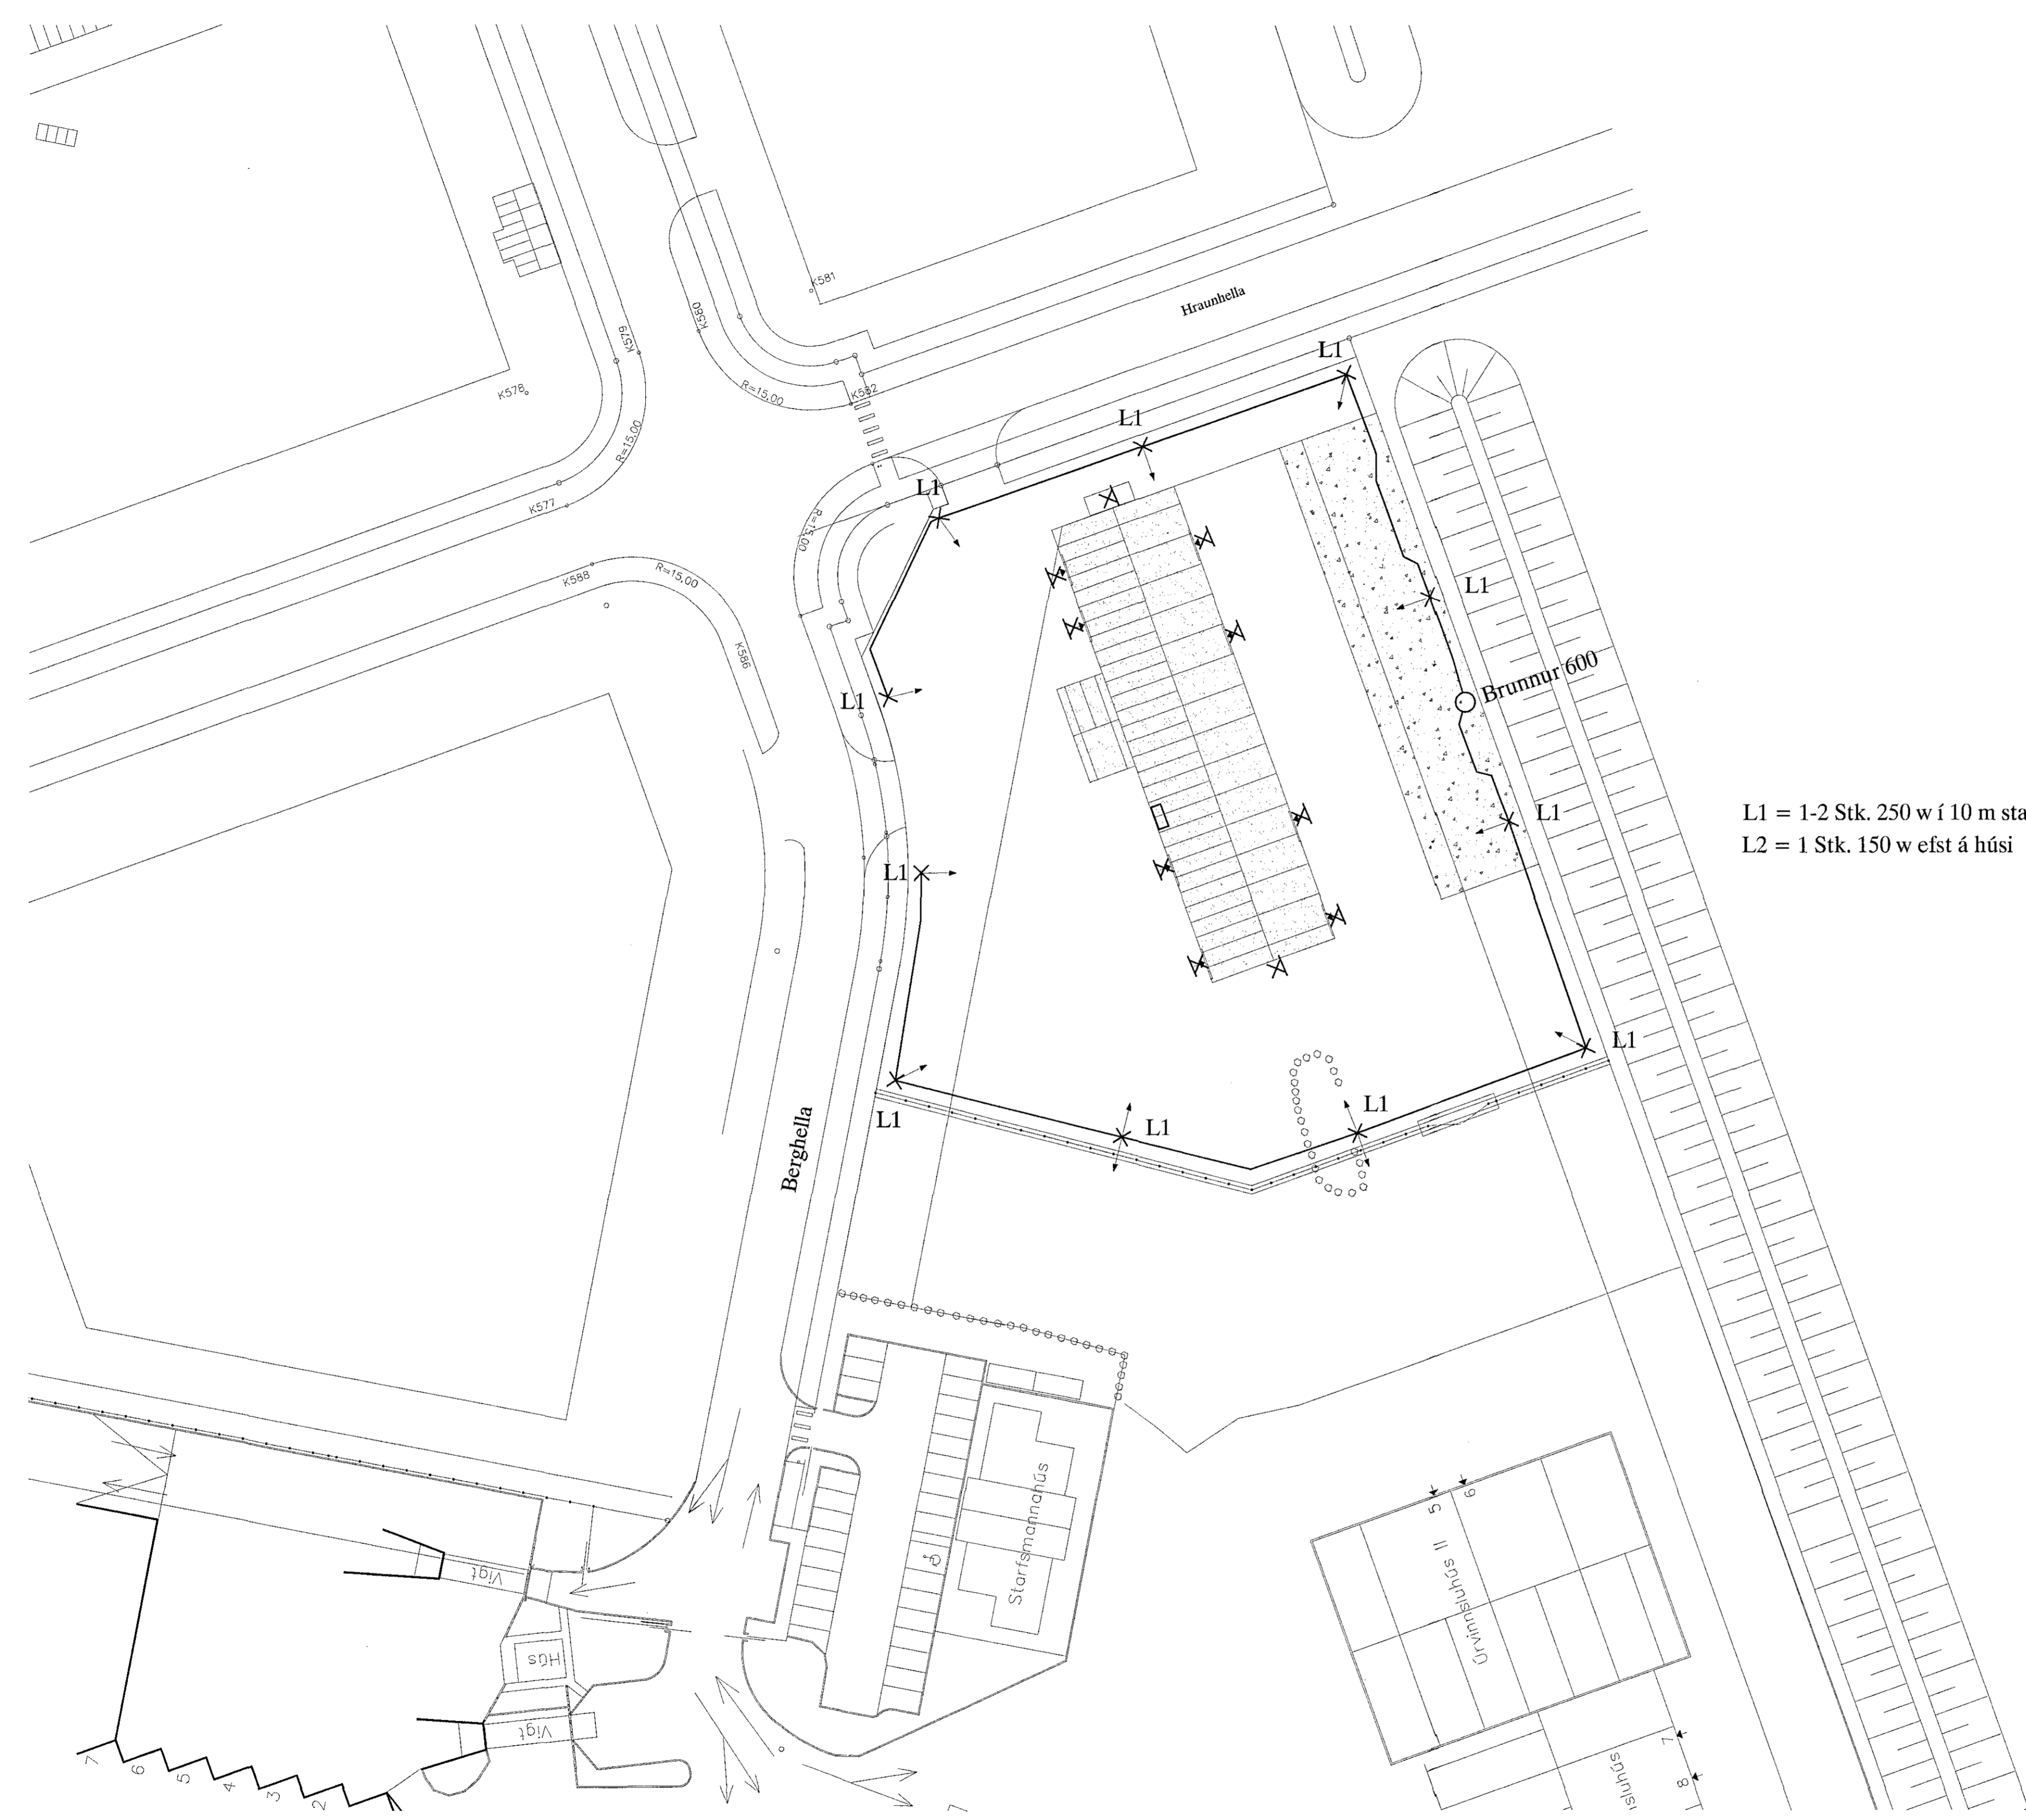 K581
Hraunhella
K580
K579
L1
K578
R=15,00
K582
L1
R=15,00
L1
K577
R=15,00
K588
R=15,00
L1
K586
Brunnur 600
L1
L1 = 1-2 Stk. 250 w í 10 m sta
L1
L2 = 1 Stk. 150 w efst á húsi
L1
L1
L1
L1
L1
Berghella
Starfsmannahús
5
6
Úrvinnsluhús II
Vigt
Hús
Vigt
7
6
5
4
3
2
7
8
sluhús